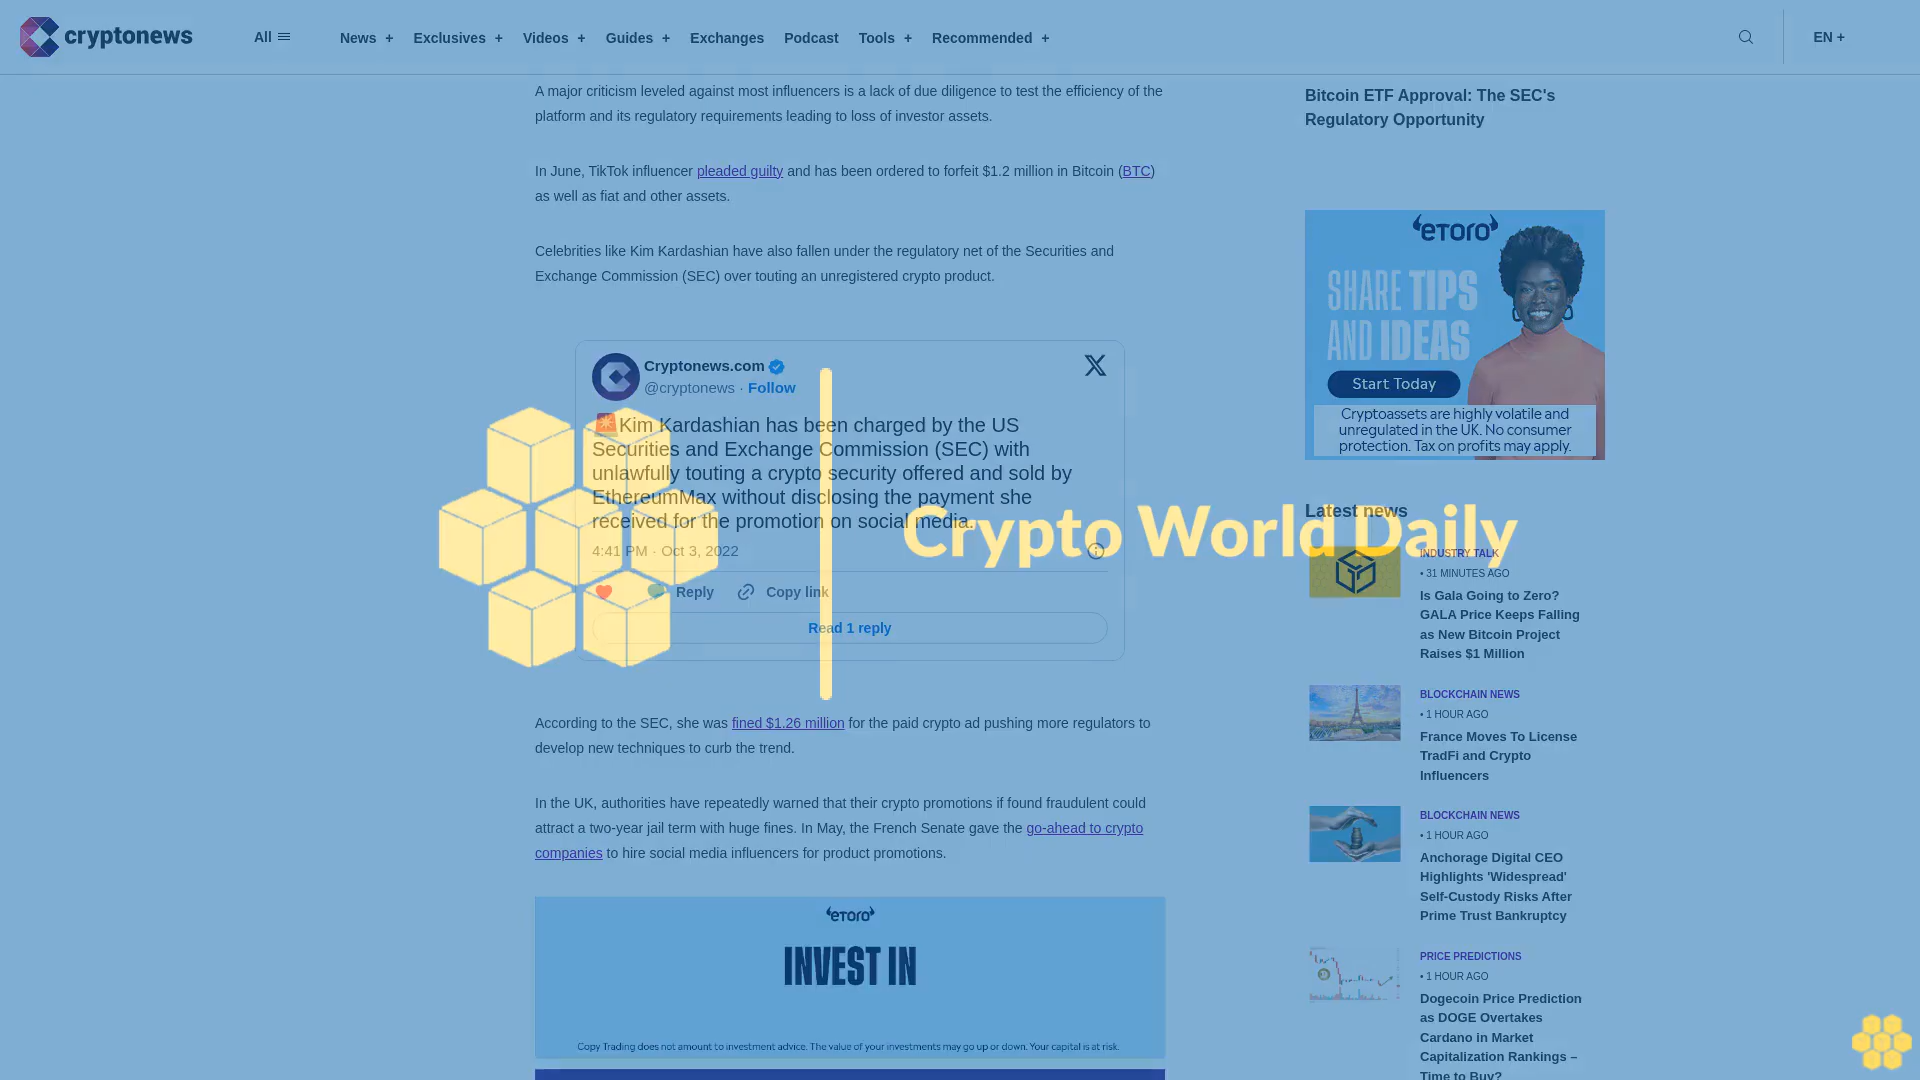 cryptonews
All
News +
Exclusives +
Videos +
Guides +
Exchanges
Podcast
Tools +
Recommended +
EN +
A major criticism leveled against most influencers is a lack of due diligence to test the efficiency of the
platform and its regulatory requirements leading to loss of investor assets.
In June, TikTok influencer pleaded guilty and has been ordered to forfeit $1.2 million in Bitcoin (BTC)
as well as fiat and other assets.
Celebrities like Kim Kardashian have also fallen under the regulatory net of the Securities and
Exchange Commission (SEC) over touting an unregistered crypto product.
Cryptonews.com
@cryptonews · Follow
🚨Kim Kardashian has been charged by the US
Securities and Exchange Commission (SEC) with
unlawfully touting a crypto security offered and sold by
EthereumMax without disclosing the payment she
received for the promotion on social media.
4:41 PM · Oct 3, 2022
Reply
Copy link
Read 1 reply
Crypto World Daily
According to the SEC, she was fined $1.26 million for the paid crypto ad pushing more regulators to
develop new techniques to curb the trend.
In the UK, authorities have repeatedly warned that their crypto promotions if found fraudulent could
attract a two-year jail term with huge fines. In May, the French Senate gave the go-ahead to crypto
companies to hire social media influencers for product promotions.
eToro
INVEST IN
Copy Trading does not amount to investment advice. The value of your investments may go up or down. Your capital is at risk.
Bitcoin ETF Approval: The SEC's
Regulatory Opportunity
eToro
SHARE TIPS
AND IDEAS
Start Today
Cryptoassets are highly volatile and
unregulated in the UK. No consumer
protection. Tax on profits may apply.
Latest news
INDUSTRY TALK
• 31 MINUTES AGO
Is Gala Going to Zero?
GALA Price Keeps Falling
as New Bitcoin Project
Raises $1 Million
BLOCKCHAIN NEWS
• 1 HOUR AGO
France Moves To License
TradFi and Crypto
Influencers
BLOCKCHAIN NEWS
• 1 HOUR AGO
Anchorage Digital CEO
Highlights 'Widespread'
Self-Custody Risks After
Prime Trust Bankruptcy
PRICE PREDICTIONS
• 1 HOUR AGO
Dogecoin Price Prediction
as DOGE Overtakes
Cardano in Market
Capitalization Rankings –
Time to Buy?